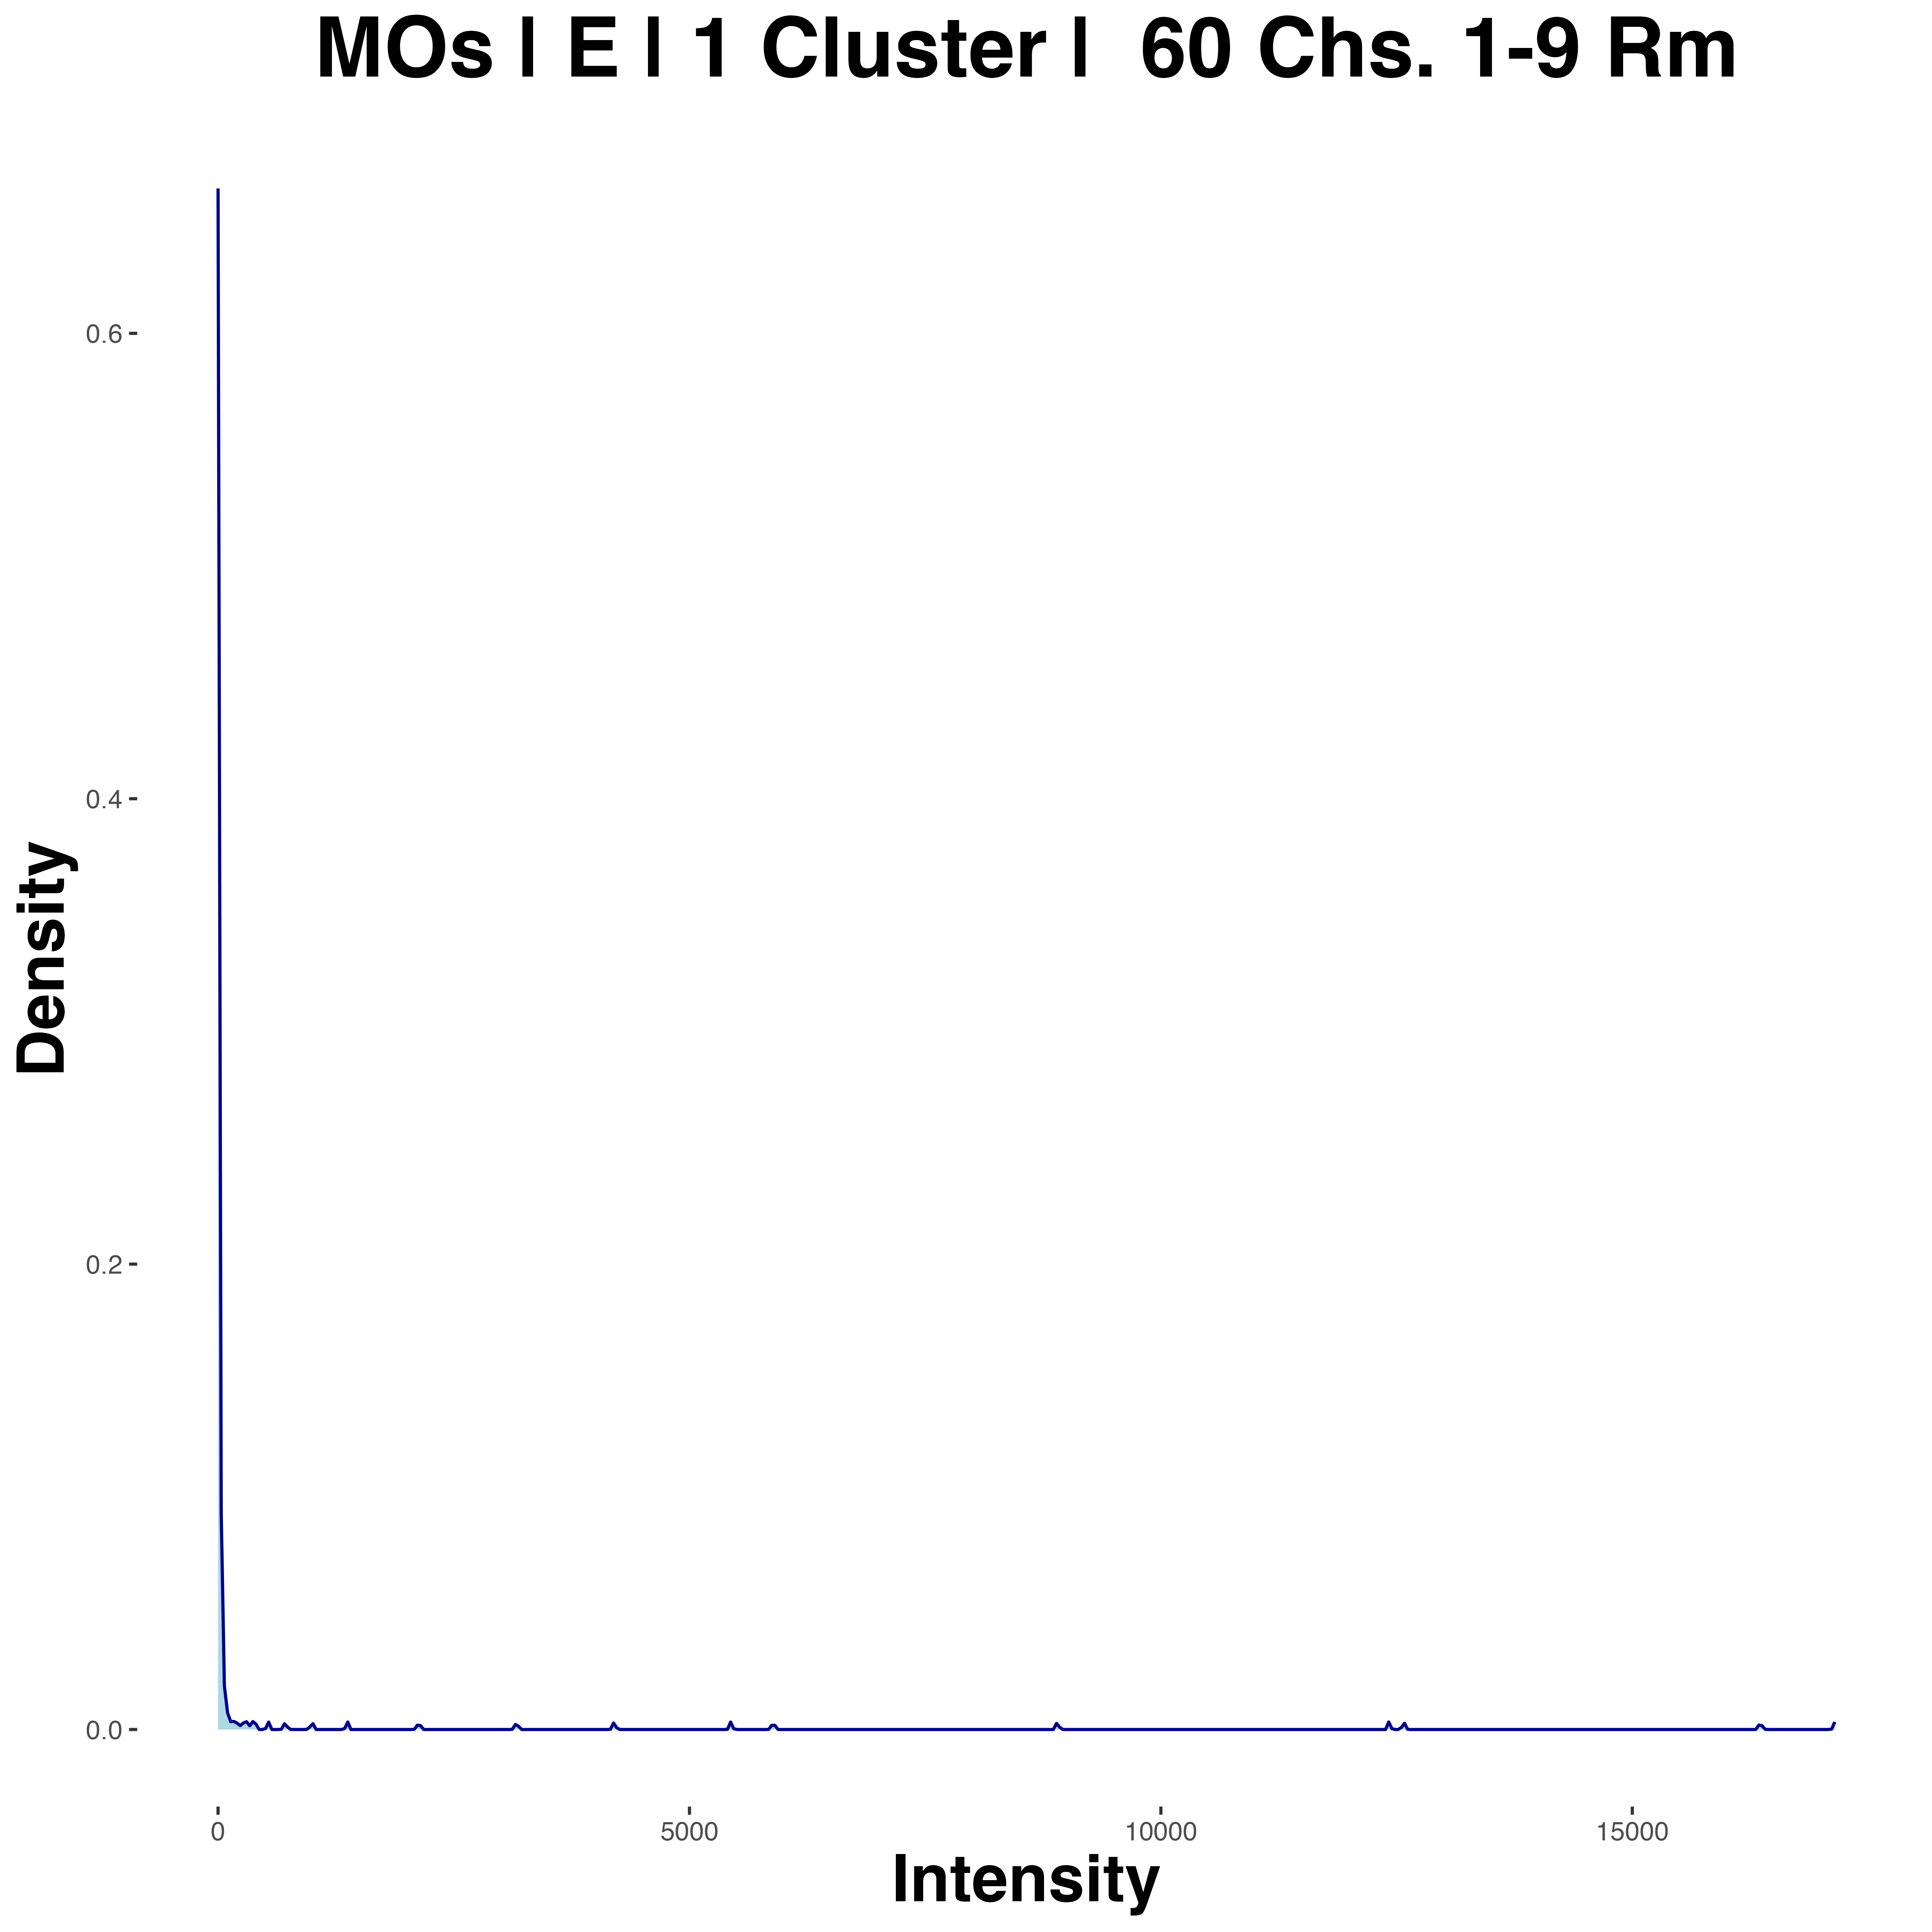 MOs | E | 1 Cluster |  60 Chs. 1-9 Rm
0.6
0.4
0.2
0.0
Density
0 5000 10000 15000
Intensity